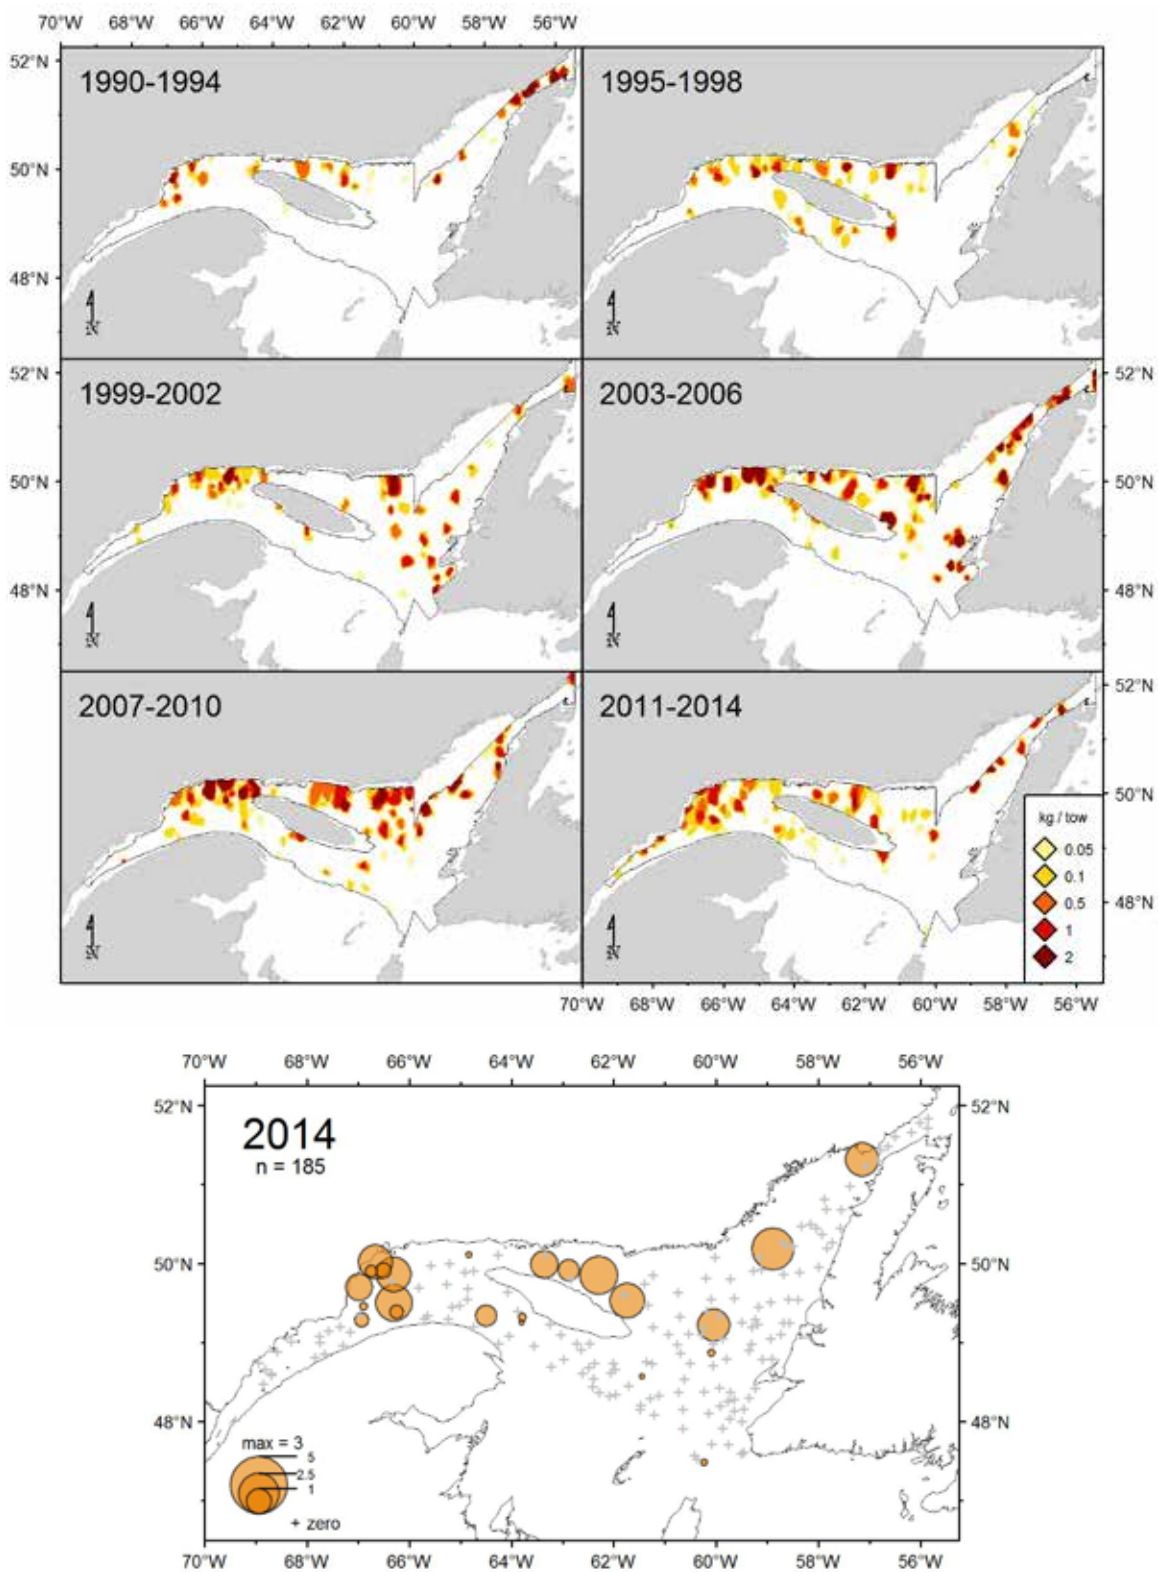 70°W 68°W 66°W 64°W 62°W 60°W 58°W 56°W
52°N
1990-1994
1995-1998
50°N
48°N
N
52°N
52°N
1999-2002
2003-2006
50°N
50°N
48°N
48°N
N
N
52°N
52°N
2007-2010
2011-2014
50°N
50°N
kg / tow
0.05
0.1
0.5
1
2
48°N
48°N
N
N
70°W 68°W 66°W 64°W 62°W 60°W 58°W 56°W
70°W 68°W 66°W 64°W 62°W 60°W 58°W 56°W
52°N
52°N
2014
n = 185
50°N
50°N
48°N
48°N
max = 3
5
2.5
1
+ zero
70°W 68°W 66°W 64°W 62°W 60°W 58°W 56°W